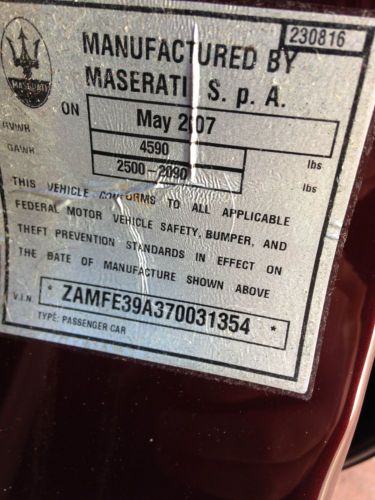 230816
MASERATI
MANUFACTURED BY
MASERATI S. p. A.
ON May 2007
GVWR 4590 lbs
GAWR 2500-2090 lbs
THIS VEHICLE CONFORMS TO ALL APPLICABLE
FEDERAL MOTOR VEHICLE SAFETY, BUMPER, AND
THEFT PREVENTION STANDARDS IN EFFECT ON
THE DATE OF MANUFACTURE SHOWN ABOVE
V.I.N. * ZAMFE39A370031354 *
TYPE: PASSENGER CAR